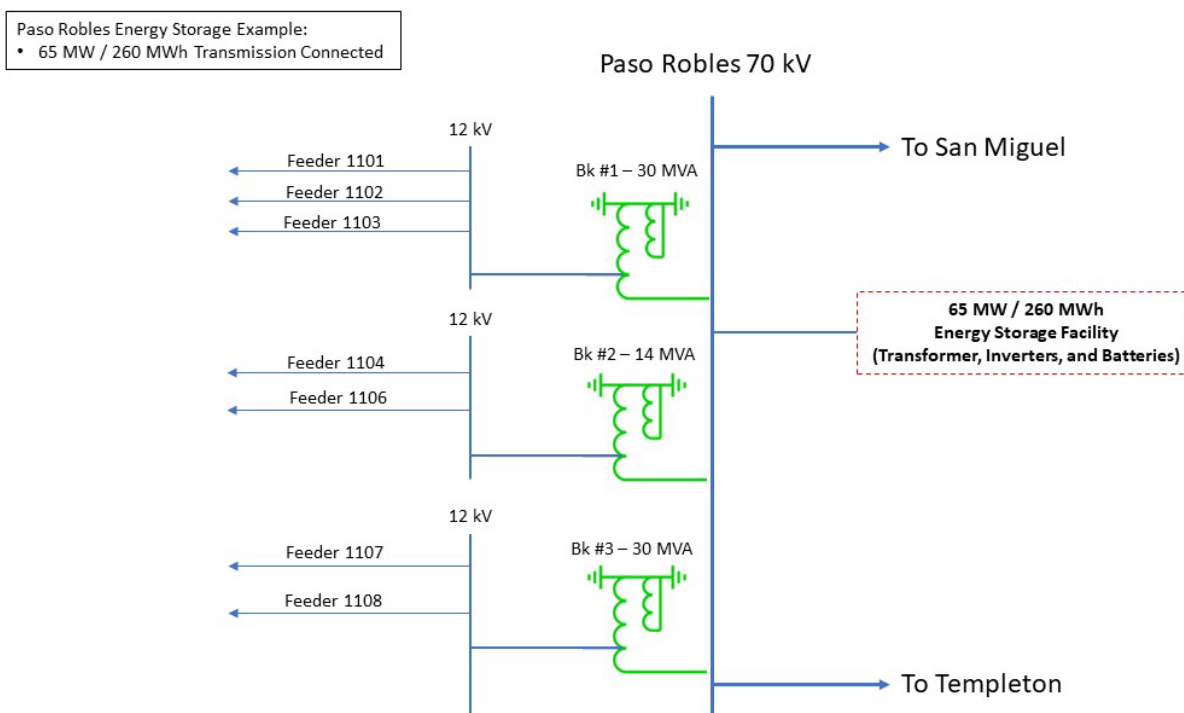 Paso Robles Energy Storage Example:
• 65 MW / 260 MWh Transmission Connected
Paso Robles 70 kV
12 kV
Feeder 1101
Feeder 1102
Feeder 1103
Bk #1 – 30 MVA
To San Miguel
65 MW / 260 MWh
Energy Storage Facility
(Transformer, Inverters, and Batteries)
12 kV
Feeder 1104
Feeder 1106
Bk #2 – 14 MVA
12 kV
Feeder 1107
Feeder 1108
Bk #3 – 30 MVA
To Templeton